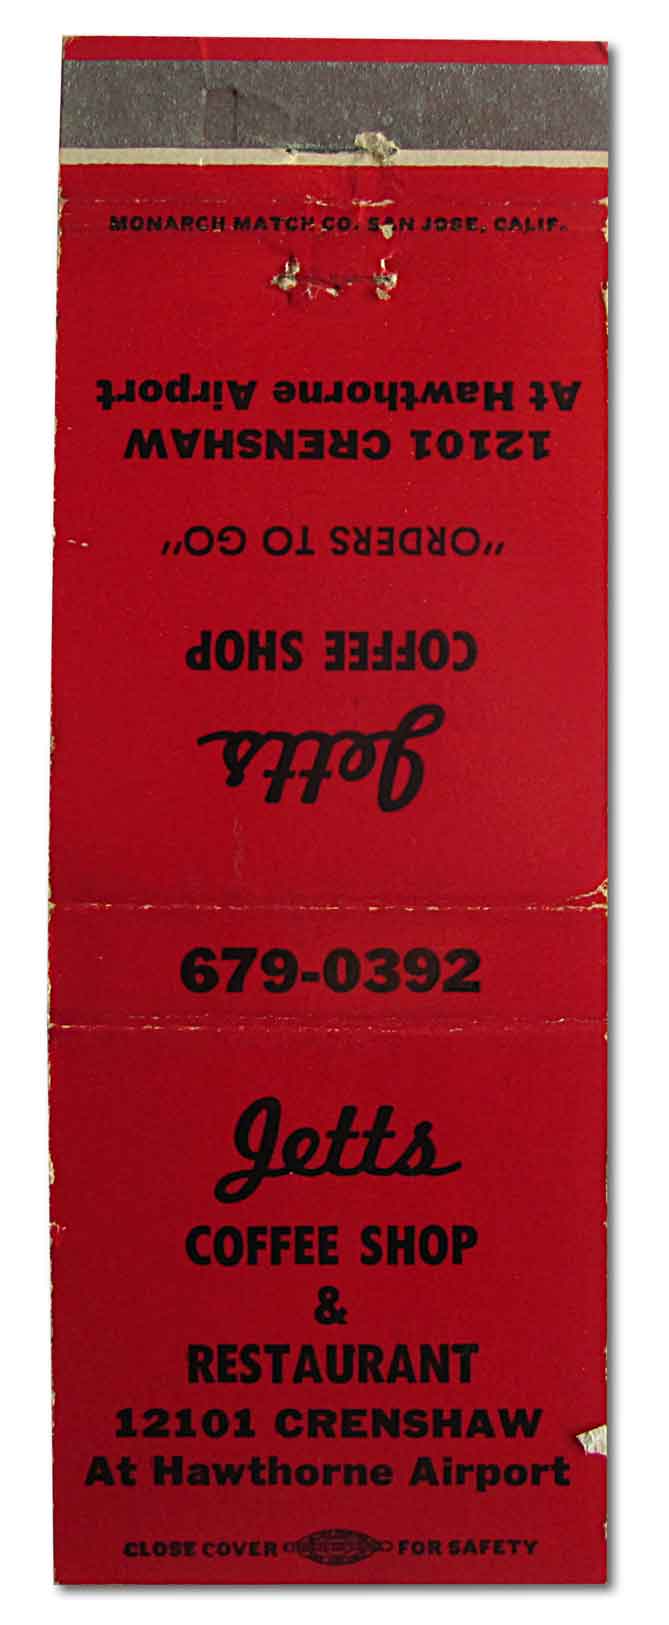 MONARCH MATCH CO. SAN JOSE, CALIF.
Jetts
COFFEE SHOP
"ORDERS TO GO"
12101 CRENSHAW
At Hawthorne Airport
679-0392
Jetts
COFFEE SHOP
&
RESTAURANT
12101 CRENSHAW
At Hawthorne Airport
CLOSE COVER FOR SAFETY